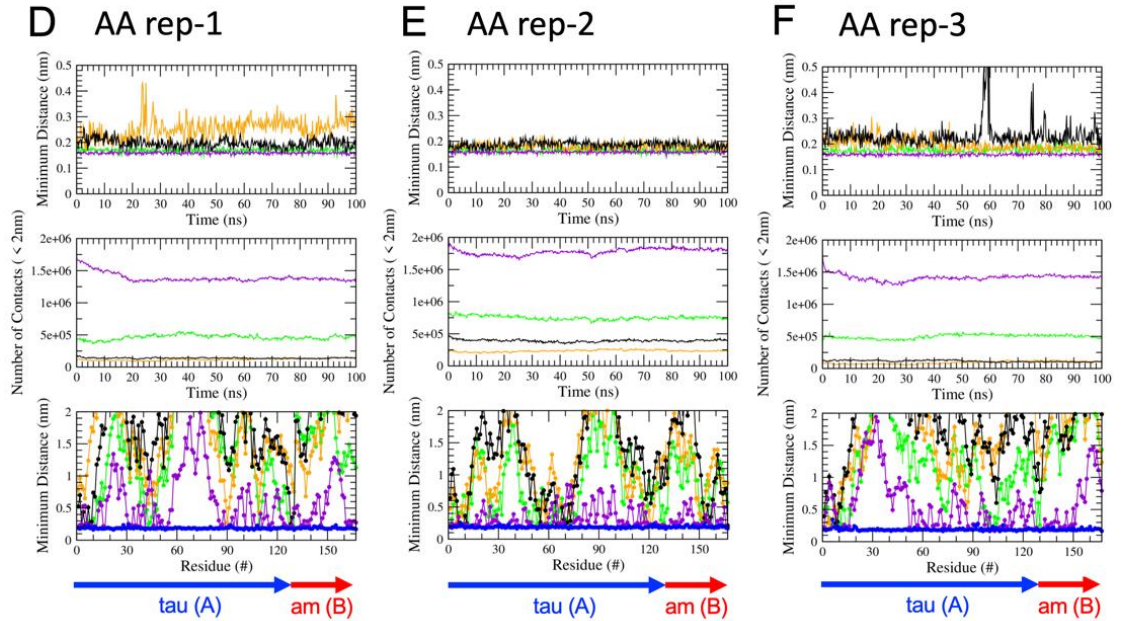 D AA rep-1
E AA rep-2
F AA rep-3
Minimum Distance (nm)
0.5
0.4
0.3
0.2
0.1
0
0 10 20 30 40 50 60 70 80 90 100
Time (ns)
Minimum Distance (nm)
0.5
0.4
0.3
0.2
0.1
0
0 10 20 30 40 50 60 70 80 90 100
Time (ns)
Minimum Distance (nm)
0.5
0.4
0.3
0.2
0.1
0
0 10 20 30 40 50 60 70 80 90 100
Time (ns)
Number of Contacts ( < 2nm)
2e+06
1.5e+06
1e+06
5e+05
0
0 10 20 30 40 50 60 70 80 90 100
Time (ns)
Number of Contacts ( < 2nm)
2e+06
1.5e+06
1e+06
5e+05
0
0 10 20 30 40 50 60 70 80 90 100
Time (ns)
Number of Contacts ( < 2nm)
2e+06
1.5e+06
1e+06
5e+05
0
0 10 20 30 40 50 60 70 80 90 100
Time (ns)
Minimum Distance (nm)
2
1.5
1
0.5
0
0 30 60 90 120 150
Residue (#)
Minimum Distance (nm)
2
1.5
1
0.5
0
0 30 60 90 120 150
Residue (#)
Minimum Distance (nm)
2
1.5
1
0.5
0
0 30 60 90 120 150
Residue (#)
tau (A) am (B)
tau (A) am (B)
tau (A) am (B)